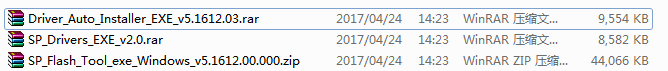 Driver_Auto_Installer_EXE_v5.1612.03.rar 2017/04/24 14:23 WinRAR 压缩文... 9,554 KB
SP_Drivers_EXE_v2.0.rar 2017/04/24 14:23 WinRAR 压缩文... 8,582 KB
SP_Flash_Tool_exe_Windows_v5.1612.00.000.zip 2017/04/24 14:23 WinRAR ZIP 压缩... 44,066 KB